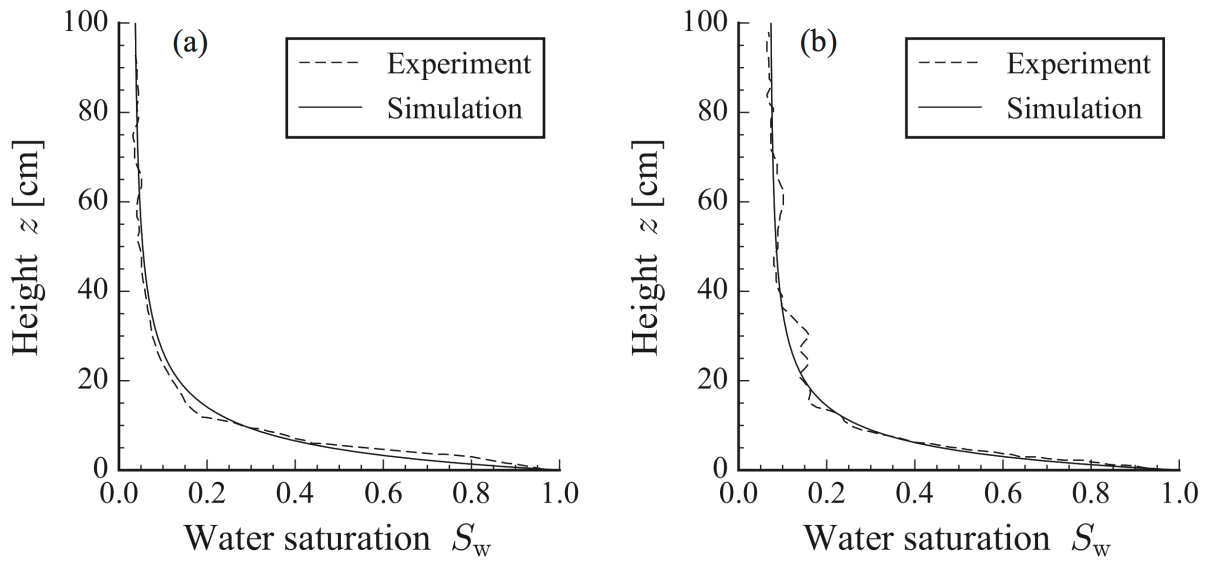 (a)
Experiment
Simulation
100
80
60
40
20
0
Height z [cm]
0.0 0.2 0.4 0.6 0.8 1.0
Water saturation Sw
(b)
Experiment
Simulation
100
80
60
40
20
0
Height z [cm]
0.0 0.2 0.4 0.6 0.8 1.0
Water saturation Sw